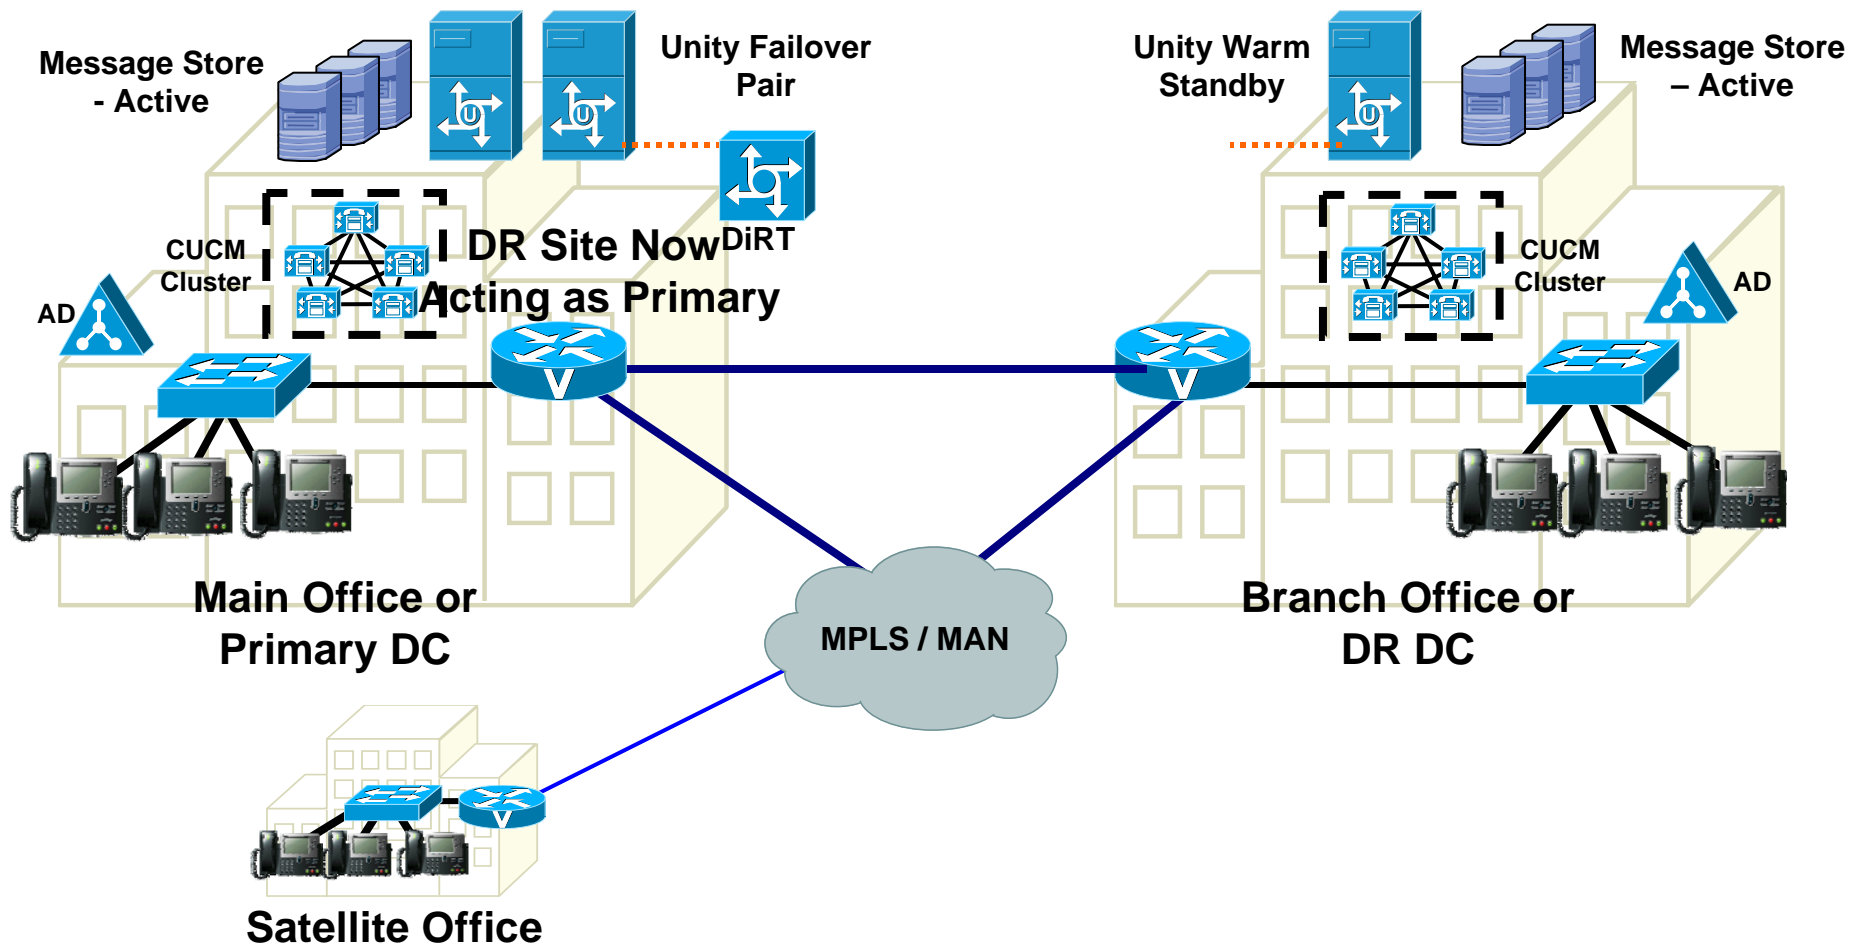 Message Store
- Active
Unity Failover
Pair
Unity Warm
Standby
Message Store
– Active
U
U
U
DiRT
CUCM
Cluster
DR Site Now
Acting as Primary
AD
CUCM
Cluster
AD
V
V
Main Office or
Primary DC
Branch Office or
DR DC
MPLS / MAN
V
Satellite Office